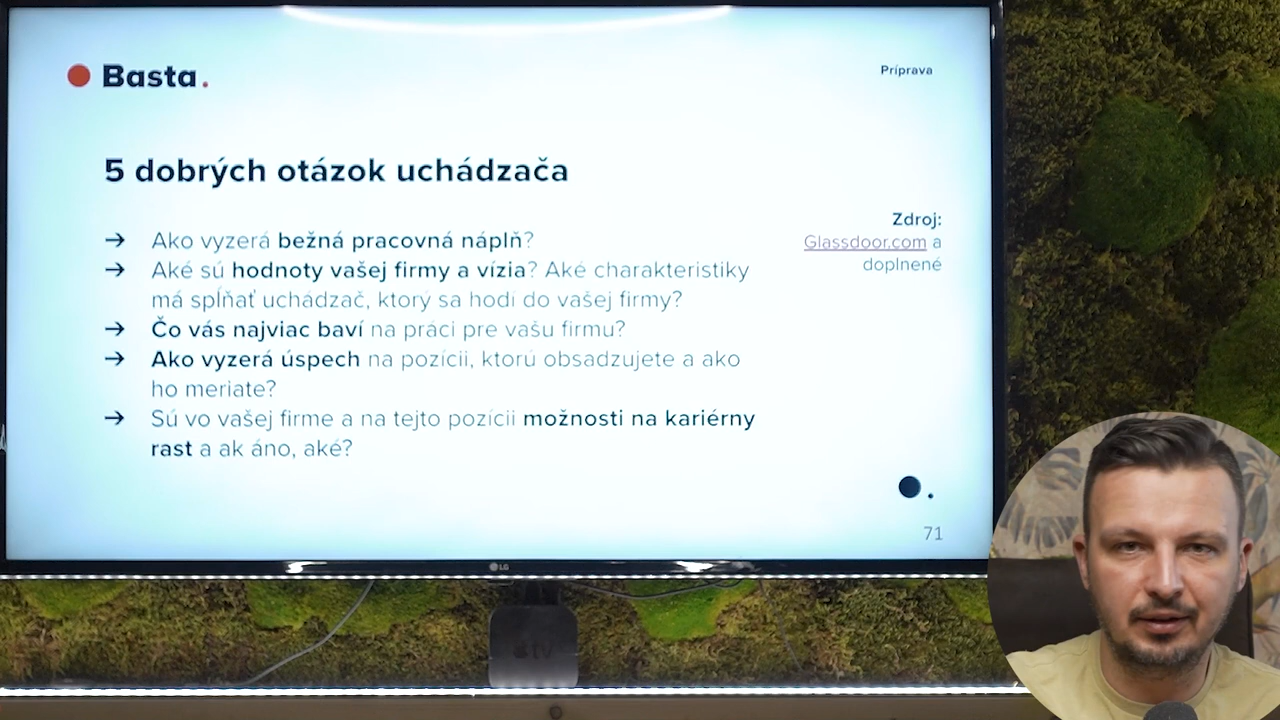 Basta.
Príprava
5 dobrých otázok uchádzača
→ Ako vyzerá bežná pracovná náplň?
→ Aké sú hodnoty vašej firmy a vízia? Aké charakteristiky
má spĺňať uchádzač, ktorý sa hodí do vašej firmy?
→ Čo vás najviac baví na práci pre vašu firmu?
→ Ako vyzerá úspech na pozícii, ktorú obsadzujete a ako
ho meriate?
→ Sú vo vašej firme a na tejto pozícii možnosti na kariérny
rast a ak áno, aké?
Zdroj:
Glassdoor.com a
doplnené
71
LG
tv